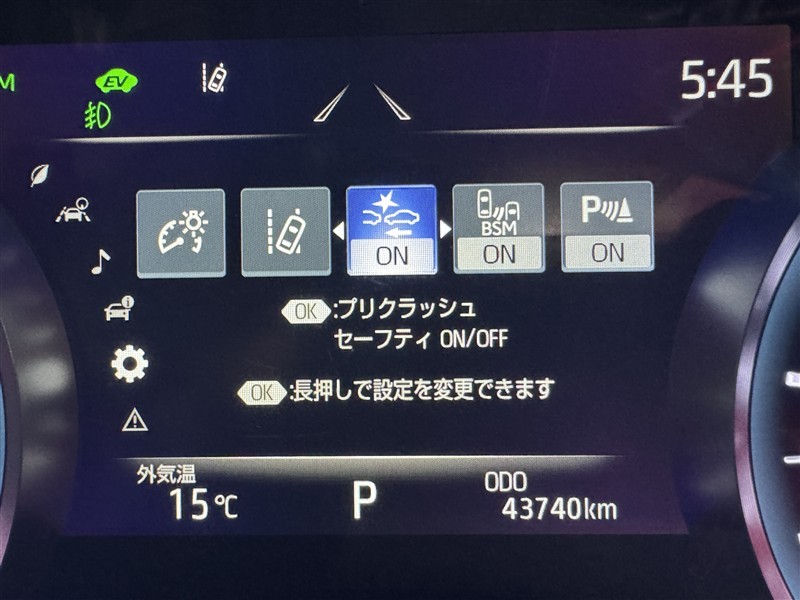 EV
5:45
ON
BSM
ON
P
ON
OK:プリクラッシュ
セーフティ ON/OFF
OK:長押しで設定を変更できます
外気温
15℃
P
ODO
43740km